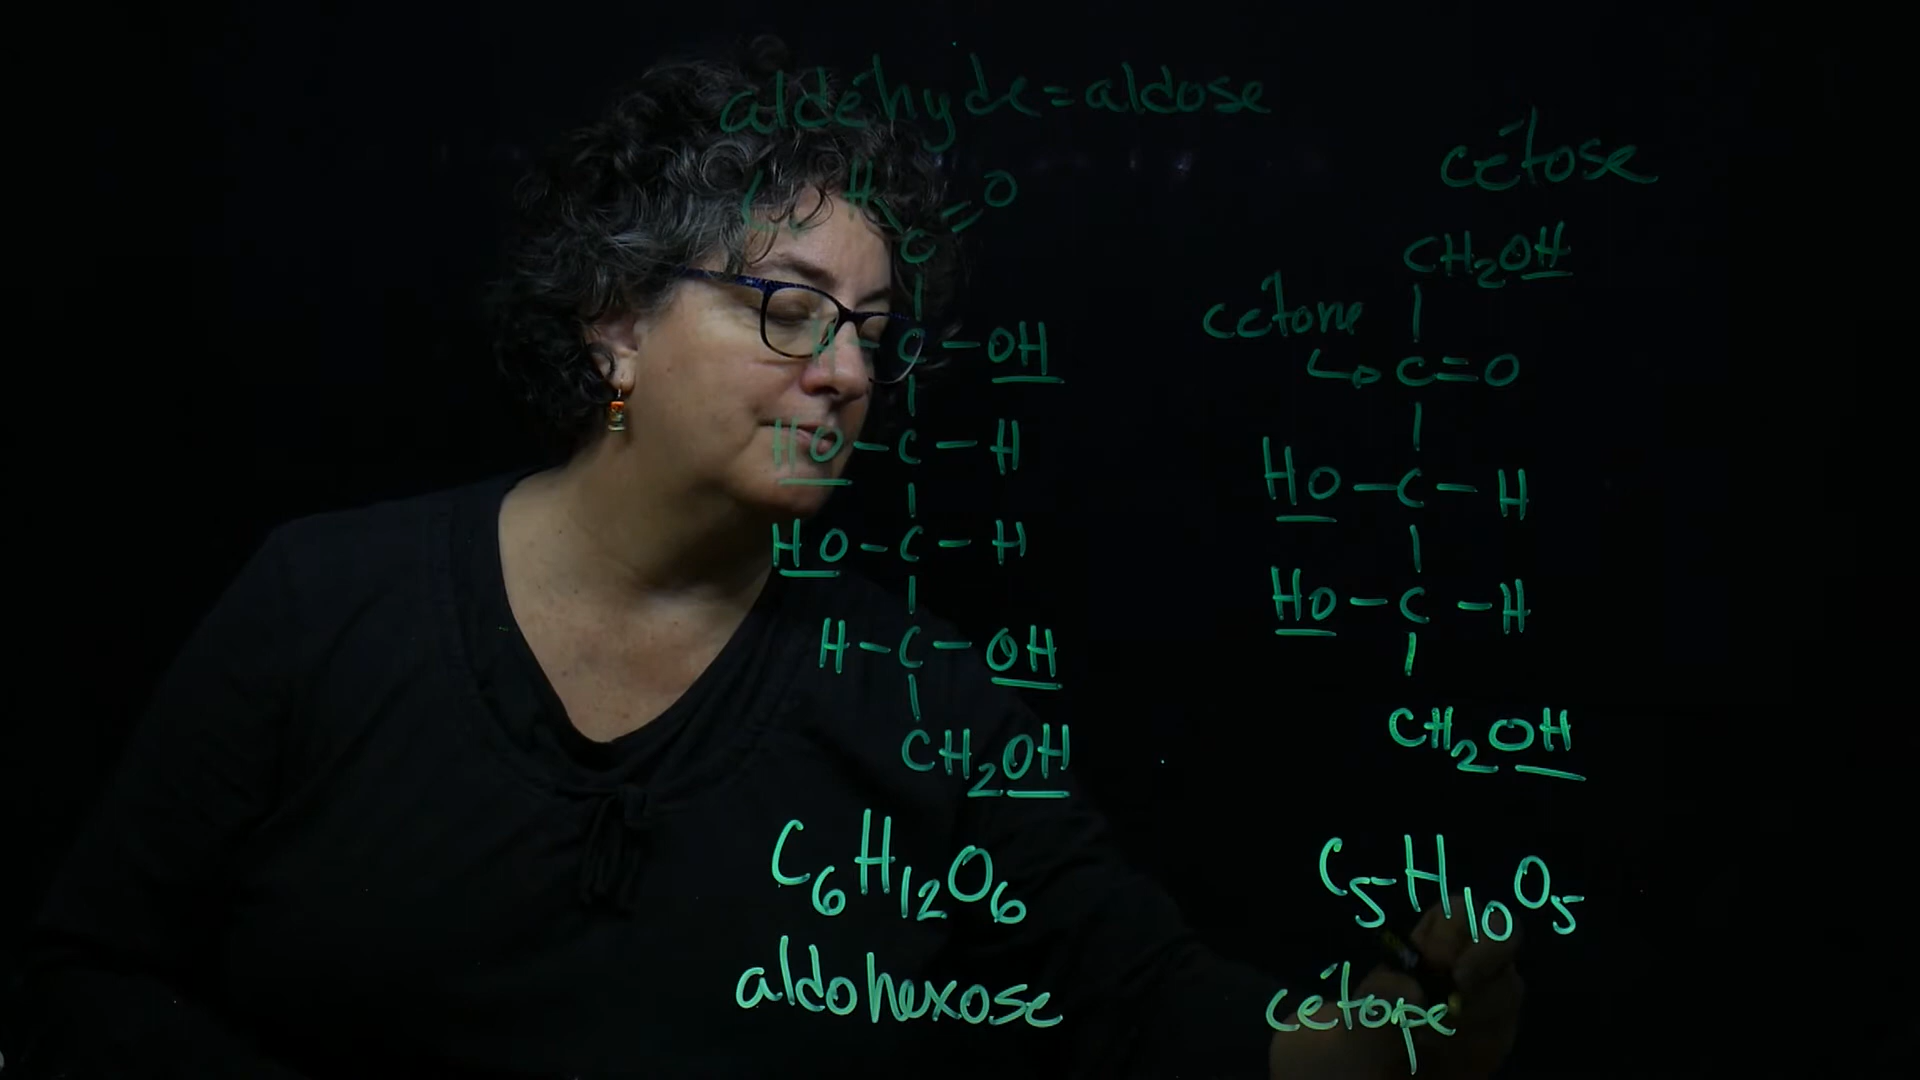 aldéhyde=aldose
H O
C
H-C-OH
HO-C-H
HO-C-H
H-C-OH
CH2OH
C6H12O6
aldohexose
cétose
CH2OH
cétone
C=O
HO-C-H
HO-C-H
CH2OH
C5H10O5
cétope